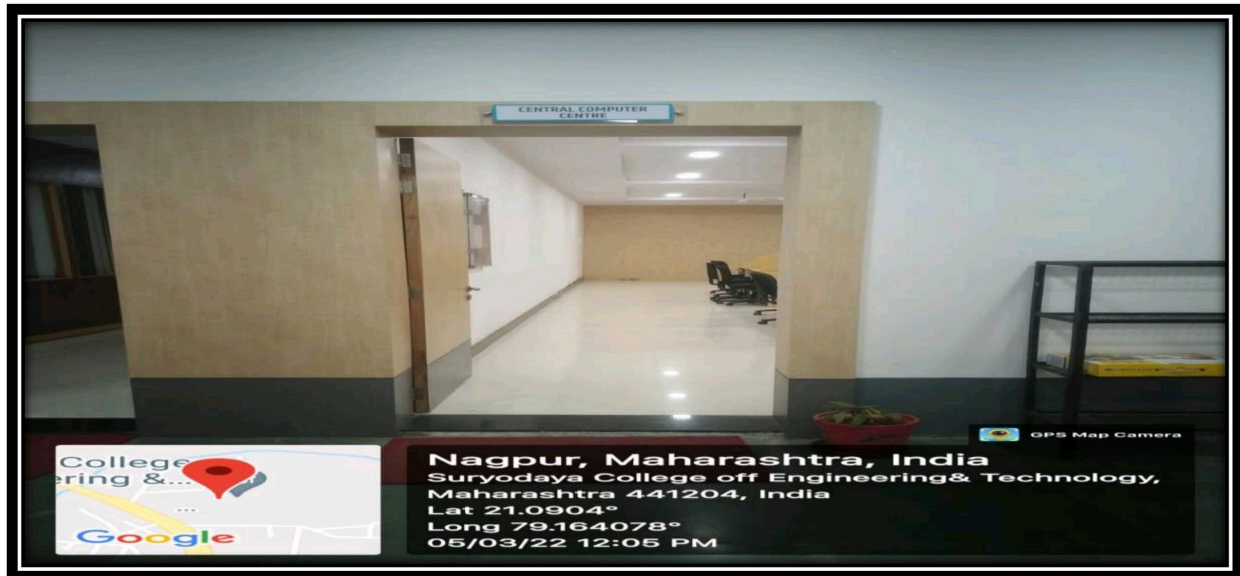 CENTRAL COMPUTER
CENTRE
GPS Map Camera
College
ering &...
Google
Nagpur, Maharashtra, India
Suryodaya College off Engineering& Technology,
Maharashtra 441204, India
Lat 21.0904°
Long 79.164078°
05/03/22 12:05 PM